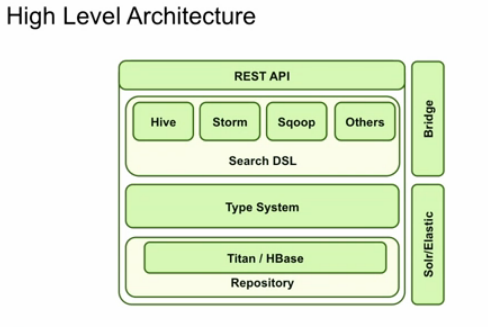 High Level Architecture
REST API
Hive
Storm
Sqoop
Others
Search DSL
Type System
Titan / HBase
Repository
Bridge
Solr/Elastic